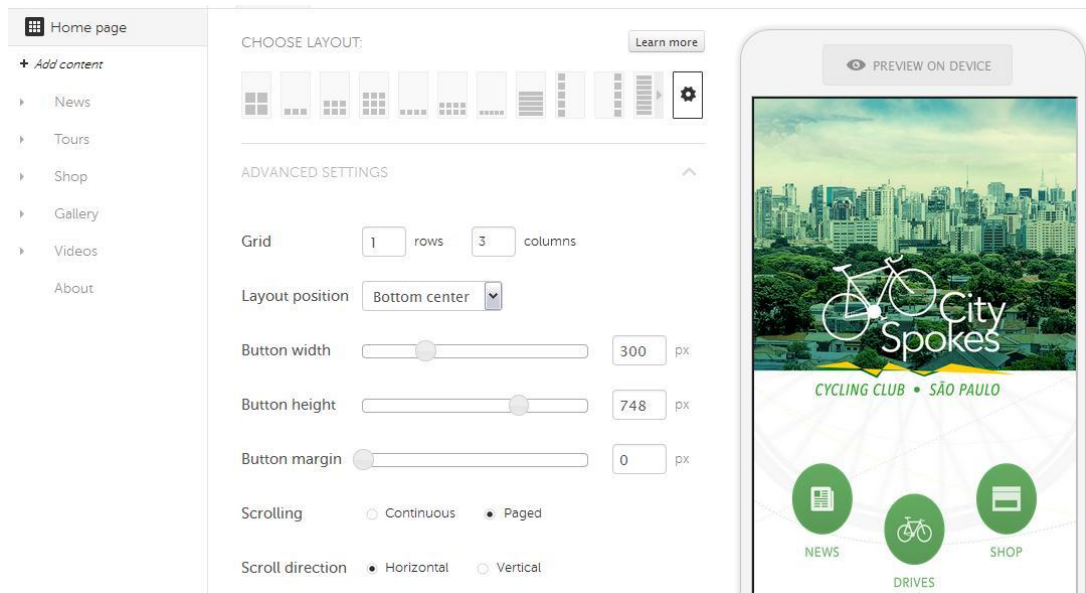 Home page
+ Add content
News
Tours
Shop
Gallery
Videos
About
CHOOSE LAYOUT:
Learn more
ADVANCED SETTINGS
Grid 1 rows 3 columns
Layout position Bottom center
Button width 300 px
Button height 748 px
Button margin 0 px
Scrolling Continuous Paged
Scroll direction Horizontal Vertical
PREVIEW ON DEVICE
City
Spokes
CYCLING CLUB • SÃO PAULO
NEWS
SHOP
DRIVES